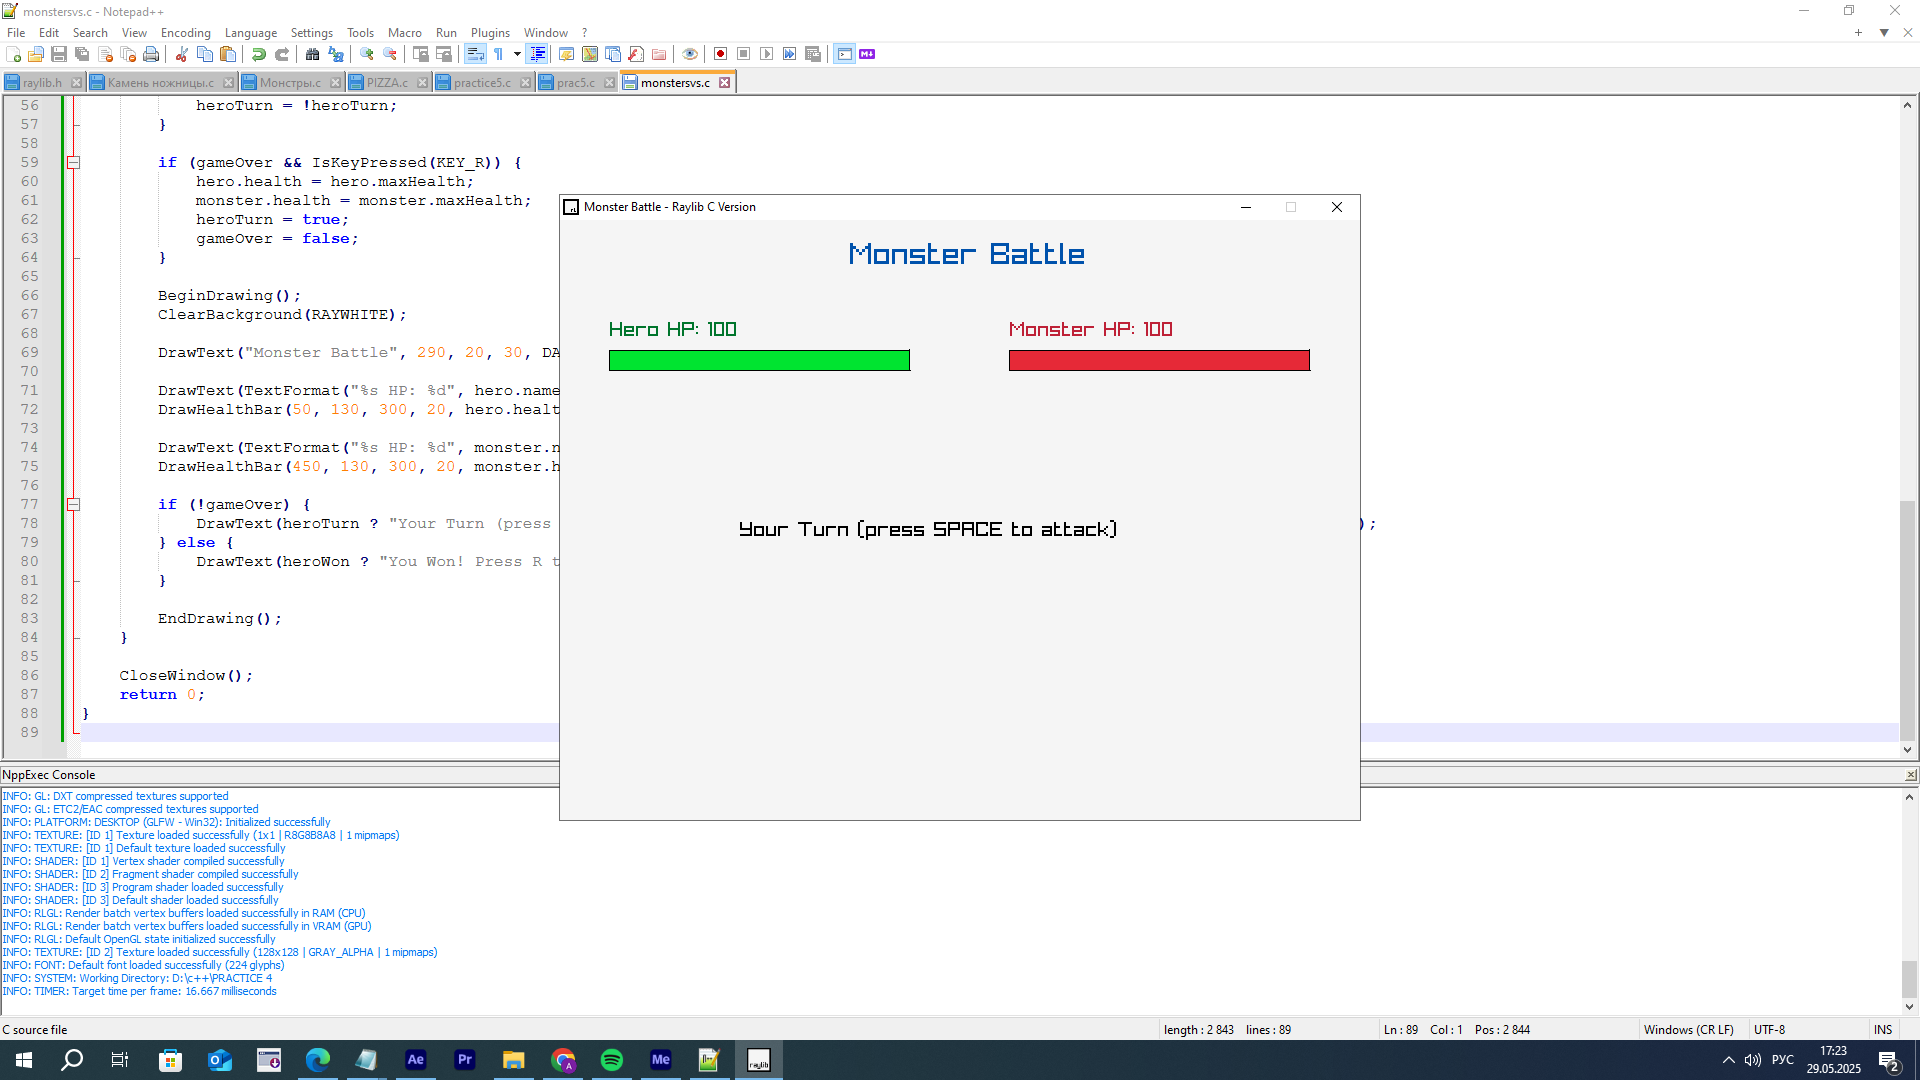 monstersvs.c - Notepad++
File Edit Search View Encoding Language Settings Tools Macro Run Plugins Window ?
raylib.h Камень ножницы.c Монстры.c PIZZA.c practice5.c prac5.c monstersvs.c
56 heroTurn = !heroTurn;
57 }
58
59 if (gameOver && IsKeyPressed(KEY_R)) {
60 hero.health = hero.maxHealth;
61 monster.health = monster.maxHealth;
62 heroTurn = true;
63 gameOver = false;
64 }
65
66 BeginDrawing();
67 ClearBackground(RAYWHITE);
68
69 DrawText("Monster Battle", 290, 20, 30, DA
70
71 DrawText(TextFormat("%s HP: %d", hero.name
72 DrawHealthBar(50, 130, 300, 20, hero.healt
73
74 DrawText(TextFormat("%s HP: %d", monster.n
75 DrawHealthBar(450, 130, 300, 20, monster.h
76
77 if (!gameOver) {
78 DrawText(heroTurn ? "Your Turn (press );
79 } else {
80 DrawText(heroWon ? "You Won! Press R t
81 }
82
83 EndDrawing();
84 }
85
86 CloseWindow();
87 return 0;
88 }
89
Monster Battle - Raylib C Version
Monster Battle
Hero HP: 100 Monster HP: 100
Your Turn (press SPACE to attack)
NppExec Console
INFO: GL: DXT compressed textures supported
INFO: GL: ETC2/EAC compressed textures supported
INFO: PLATFORM: DESKTOP (GLFW - Win32): Initialized successfully
INFO: TEXTURE: [ID 1] Texture loaded successfully (1x1 | R8G8B8A8 | 1 mipmaps)
INFO: TEXTURE: [ID 1] Default texture loaded successfully
INFO: SHADER: [ID 1] Vertex shader compiled successfully
INFO: SHADER: [ID 2] Fragment shader compiled successfully
INFO: SHADER: [ID 3] Program shader loaded successfully
INFO: SHADER: [ID 3] Default shader loaded successfully
INFO: RLGL: Render batch vertex buffers loaded successfully in RAM (CPU)
INFO: RLGL: Render batch vertex buffers loaded successfully in VRAM (GPU)
INFO: RLGL: Default OpenGL state initialized successfully
INFO: TEXTURE: [ID 2] Texture loaded successfully (128x128 | GRAY_ALPHA | 1 mipmaps)
INFO: FONT: Default font loaded successfully (224 glyphs)
INFO: SYSTEM: Working Directory: D:\c++\PRACTICE 4
INFO: TIMER: Target time per frame: 16.667 milliseconds
C source file length : 2 843 lines : 89 Ln : 89 Col : 1 Pos : 2 844 Windows (CR LF) UTF-8 INS
Ae Pr Me raylib РУС 17:23
29.05.2025 2